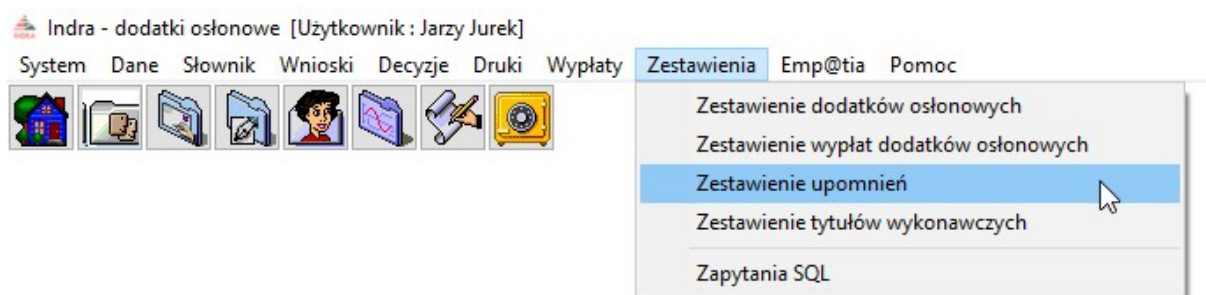 Indra - dodatki osłonowe [Użytkownik : Jarzy Jurek]
System Dane Słownik Wnioski Decyzje Druki Wypłaty Zestawienia Emp@tia Pomoc
Zestawienie dodatków osłonowych
Zestawienie wypłat dodatków osłonowych
Zestawienie upomnień
Zestawienie tytułów wykonawczych
Zapytania SQL